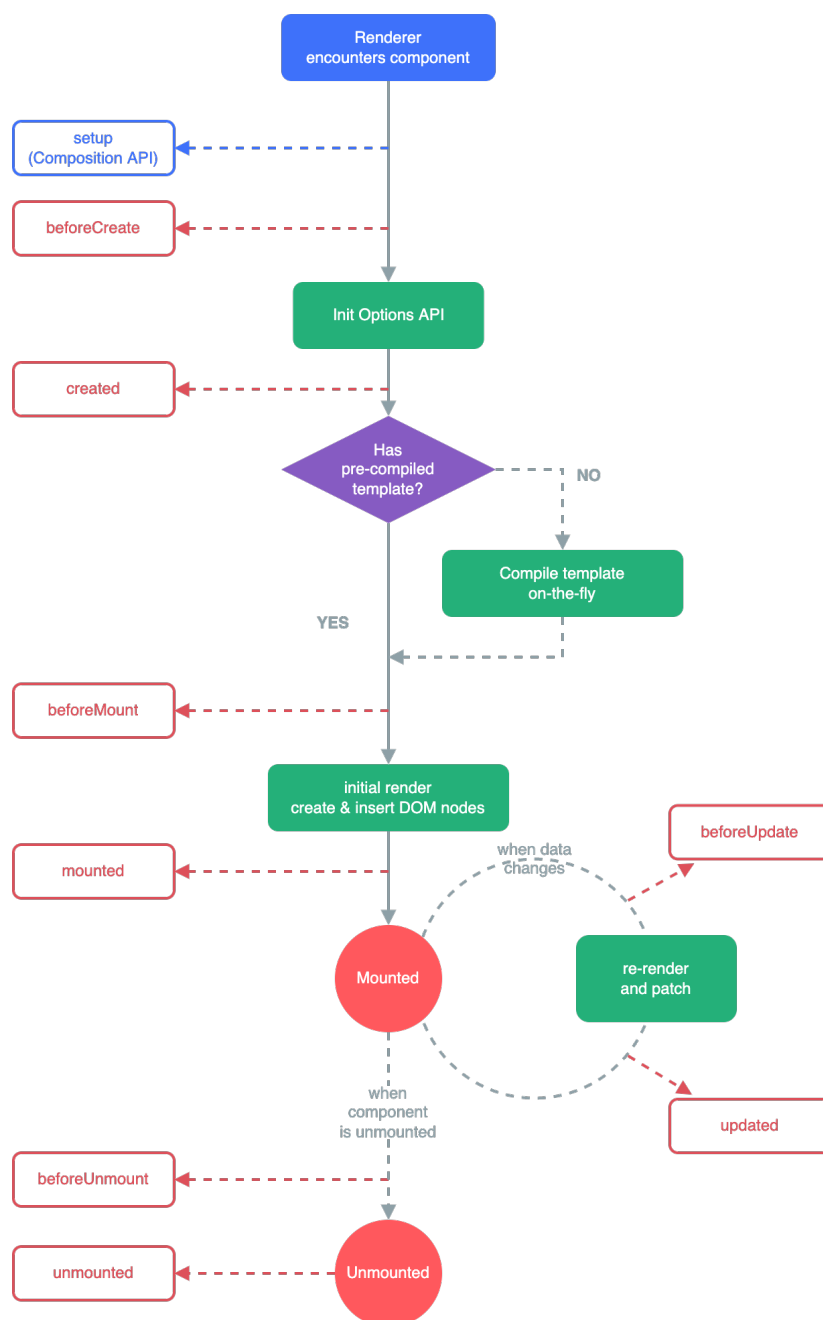 Renderer
encounters component
setup
(Composition API)
beforeCreate
Init Options API
created
Has
pre-compiled
template?
NO
Compile template
on-the-fly
YES
beforeMount
initial render
create & insert DOM nodes
beforeUpdate
when data
changes
mounted
Mounted
re-render
and patch
when
component
is unmounted
updated
beforeUnmount
unmounted
Unmounted